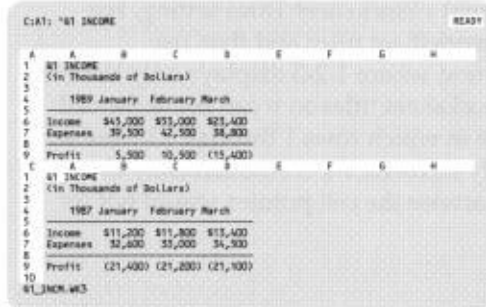 C:A1: 'Q1 INCOME READY
A A B C D E F G H
1 Q1 INCOME
2 (in Thousands of Dollars)
3
4 1989 January February March
5
6 Income $45,000 $53,000 $23,400
7 Expenses 39,500 42,500 38,800
8
9 Profit 5,500 10,500 (15,400)
C A B C D E F G H
1 Q1 INCOME
2 (in Thousands of Dollars)
3
4 1987 January February March
5
6 Income $11,200 $11,800 $13,400
7 Expenses 32,600 33,000 34,500
8
9 Profit (21,400) (21,200) (21,100)
10
Q1_INCM.WK3